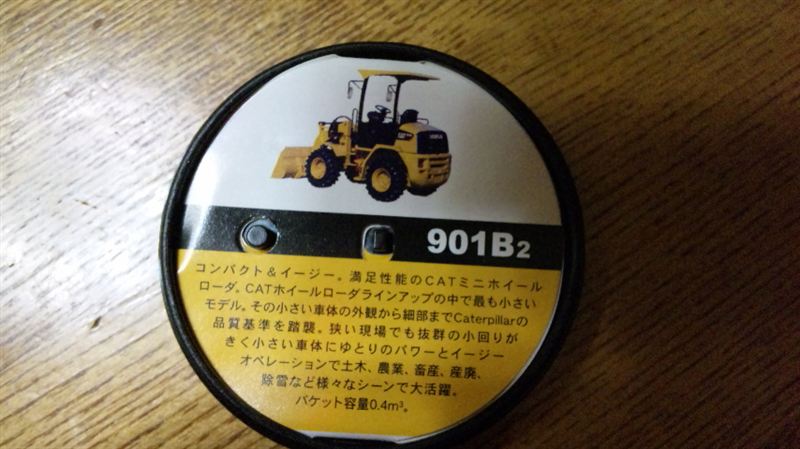 901B2
コンパクト＆イージー。満足性能のCATミニホイール
ローダ。CATホイールローダラインアップの中で最も小さい
モデル。その小さい車体の外観から細部までCaterpillarの
品質基準を踏襲。狭い現場でも抜群の小回りが
きく小さい車体にゆとりのパワーとイージー
オペレーションで土木、農業、畜産、産廃、
除雪など様々なシーンで大活躍。
バケット容量0.4m³。